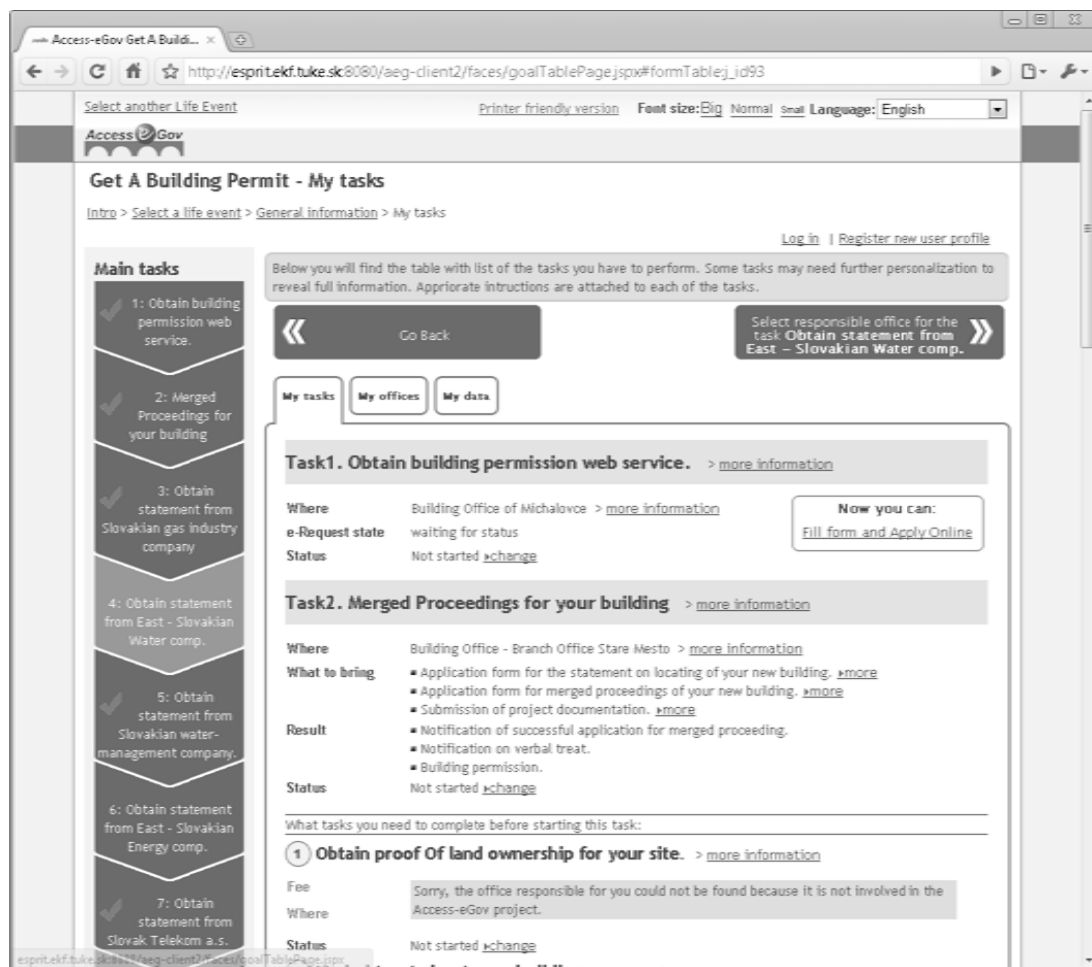 Access-eGov Get A Buildi...
http://esprit.ekf.tuke.sk:8080/aeg-client2/faces/goalTablePage.jspx#formTable:j_id93
Select another Life Event
Printer friendly version Font size: Big Normal Small Language: English
Access eGov
Get A Building Permit - My tasks
Intro > Select a life event > General information > My tasks
Log in | Register new user profile
Main tasks
1: Obtain building
permission web
service.
2: Merged
Proceedings for
your building
3: Obtain
statement from
Slovakian gas industry
company
4: Obtain statement
from East - Slovakian
Water comp.
5: Obtain
statement from
Slovakian water-
management company.
6: Obtain statement
from East - Slovakian
Energy comp.
7: Obtain
statement from
Slovak Telekom a.s.
Below you will find the table with list of the tasks you have to perform. Some tasks may need further personalization to
reveal full information. Appriorate intructions are attached to each of the tasks.
« Go Back
Select responsible office for the
task Obtain statement from
East – Slovakian Water comp. »
My tasks
My offices
My data
Task1. Obtain building permission web service. > more information
Where Building Office of Michalovce > more information
e-Request state waiting for status
Status Not started ▸change
Now you can:
Fill form and Apply Online
Task2. Merged Proceedings for your building > more information
Where Building Office - Branch Office Stare Mesto > more information
What to bring ▪ Application form for the statement on locating of your new building. ▸more
▪ Application form for merged proceedings of your new building. ▸more
▪ Submission of project documentation. ▸more
Result ▪ Notification of successful application for merged proceeding.
▪ Notification on verbal treat.
▪ Building permission.
Status Not started ▸change
What tasks you need to complete before starting this task:
1 Obtain proof Of land ownership for your site. > more information
Fee
Where
Sorry, the office responsible for you could not be found because it is not involved in the
Access-eGov project.
Status Not started ▸change
esprit.ekf.tuke.sk:8080/aeg-client2/faces/goalTablePage.jspx